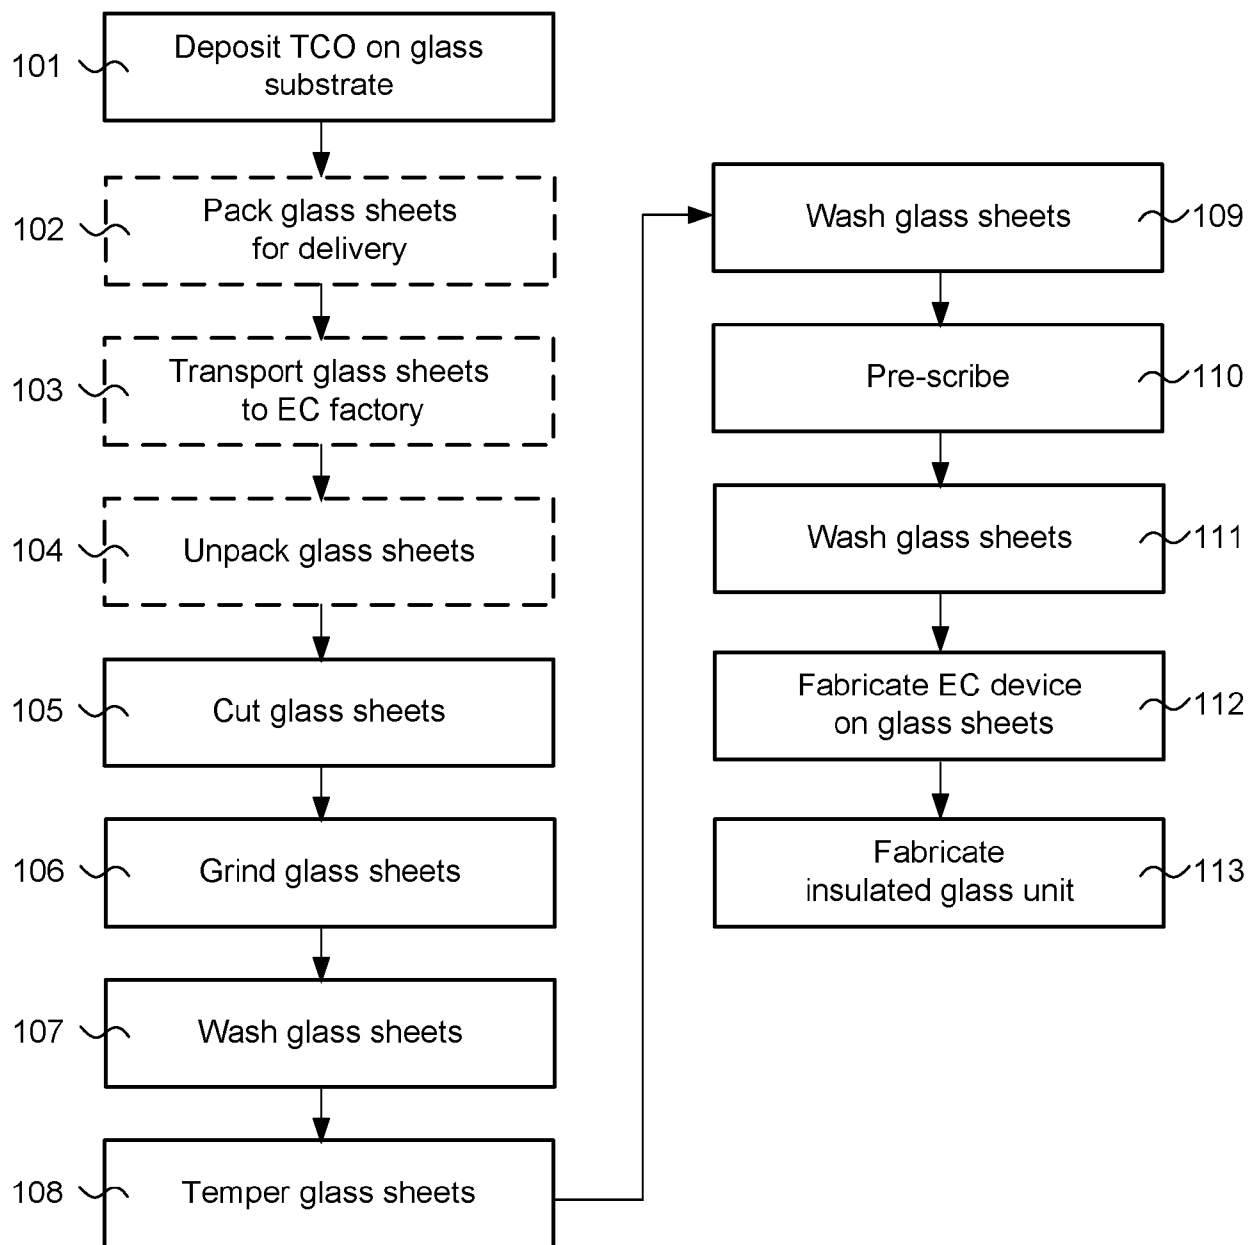 101
Deposit TCO on glass
substrate
102
Pack glass sheets
for delivery
103
Transport glass sheets
to EC factory
104
Unpack glass sheets
105
Cut glass sheets
106
Grind glass sheets
107
Wash glass sheets
108
Temper glass sheets
Wash glass sheets
109
Pre-scribe
110
Wash glass sheets
111
Fabricate EC device
on glass sheets
112
Fabricate
insulated glass unit
113